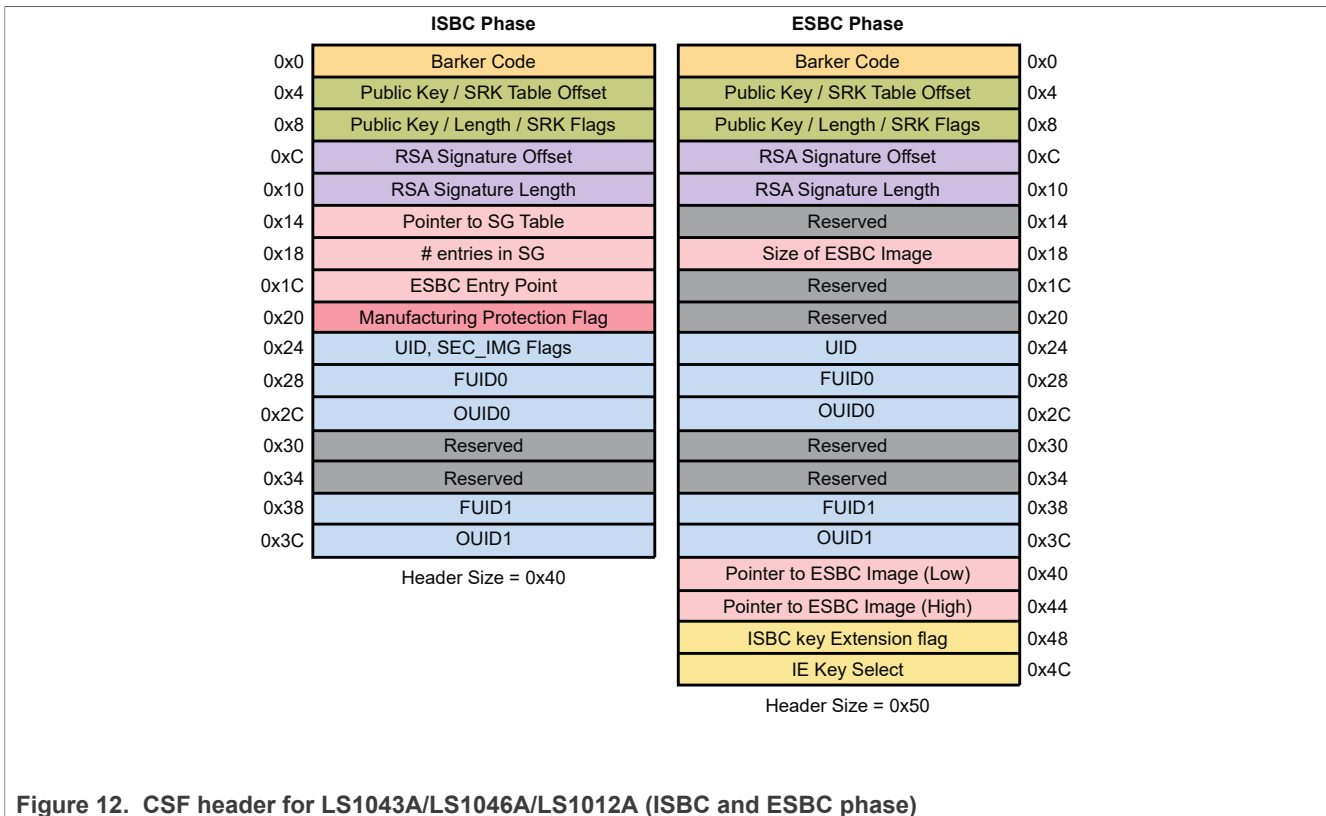 ISBC Phase ESBC Phase
0x0 Barker Code Barker Code 0x0
0x4 Public Key / SRK Table Offset Public Key / SRK Table Offset 0x4
0x8 Public Key / Length / SRK Flags Public Key / Length / SRK Flags 0x8
0xC RSA Signature Offset RSA Signature Offset 0xC
0x10 RSA Signature Length RSA Signature Length 0x10
0x14 Pointer to SG Table Reserved 0x14
0x18 # entries in SG Size of ESBC Image 0x18
0x1C ESBC Entry Point Reserved 0x1C
0x20 Manufacturing Protection Flag Reserved 0x20
0x24 UID, SEC_IMG Flags UID 0x24
0x28 FUID0 FUID0 0x28
0x2C OUID0 OUID0 0x2C
0x30 Reserved Reserved 0x30
0x34 Reserved Reserved 0x34
0x38 FUID1 FUID1 0x38
0x3C OUID1 OUID1 0x3C
Header Size = 0x40 Pointer to ESBC Image (Low) 0x40
Pointer to ESBC Image (High) 0x44
ISBC key Extension flag 0x48
IE Key Select 0x4C
Header Size = 0x50
Figure 12. CSF header for LS1043A/LS1046A/LS1012A (ISBC and ESBC phase)